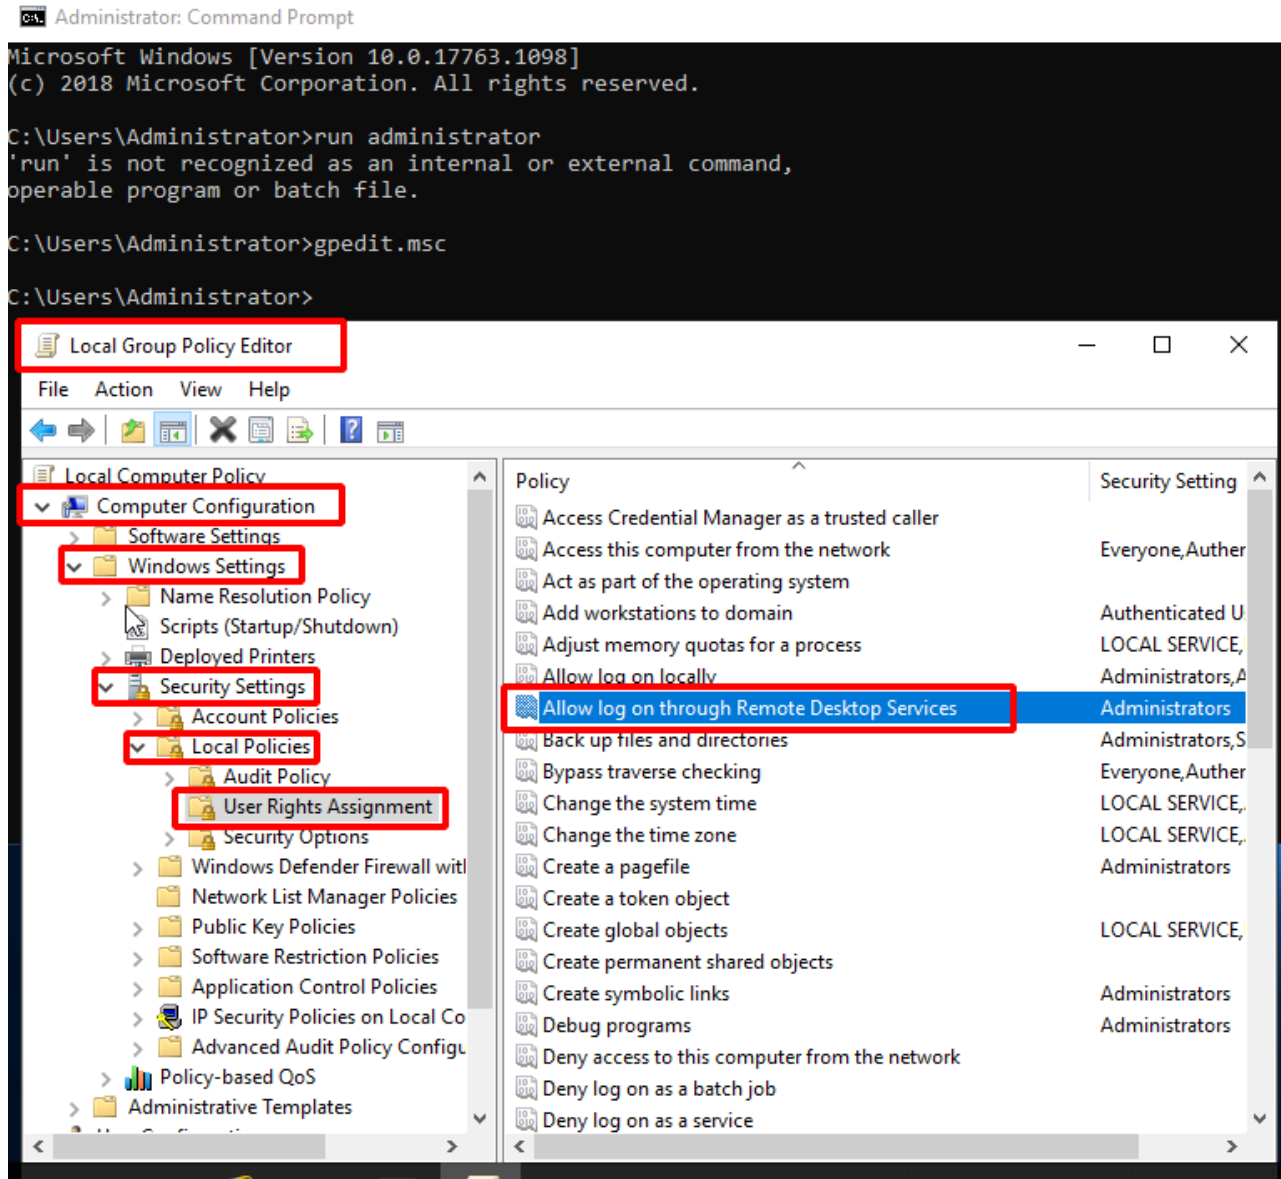 Administrator: Command Prompt
Microsoft Windows [Version 10.0.17763.1098]
(c) 2018 Microsoft Corporation. All rights reserved.
C:\Users\Administrator>run administrator
'run' is not recognized as an internal or external command,
operable program or batch file.
C:\Users\Administrator>gpedit.msc
C:\Users\Administrator>
Local Group Policy Editor
File Action View Help
Local Computer Policy
Computer Configuration
Software Settings
Windows Settings
Name Resolution Policy
Scripts (Startup/Shutdown)
Deployed Printers
Security Settings
Account Policies
Local Policies
Audit Policy
User Rights Assignment
Security Options
Windows Defender Firewall witl
Network List Manager Policies
Public Key Policies
Software Restriction Policies
Application Control Policies
IP Security Policies on Local Co
Advanced Audit Policy Configu
Policy-based QoS
Administrative Templates
Policy Security Setting
Access Credential Manager as a trusted caller
Access this computer from the network Everyone,Auther
Act as part of the operating system
Add workstations to domain Authenticated U
Adjust memory quotas for a process LOCAL SERVICE,
Allow log on locally Administrators,A
Allow log on through Remote Desktop Services Administrators
Back up files and directories Administrators,S
Bypass traverse checking Everyone,Auther
Change the system time LOCAL SERVICE,
Change the time zone LOCAL SERVICE,
Create a pagefile Administrators
Create a token object
Create global objects LOCAL SERVICE,
Create permanent shared objects
Create symbolic links Administrators
Debug programs Administrators
Deny access to this computer from the network
Deny log on as a batch job
Deny log on as a service